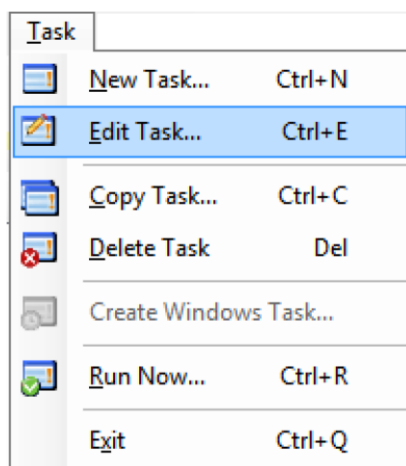 Task
New Task... Ctrl+N
Edit Task... Ctrl+E
Copy Task... Ctrl+C
Delete Task Del
Create Windows Task...
Run Now... Ctrl+R
Exit Ctrl+Q